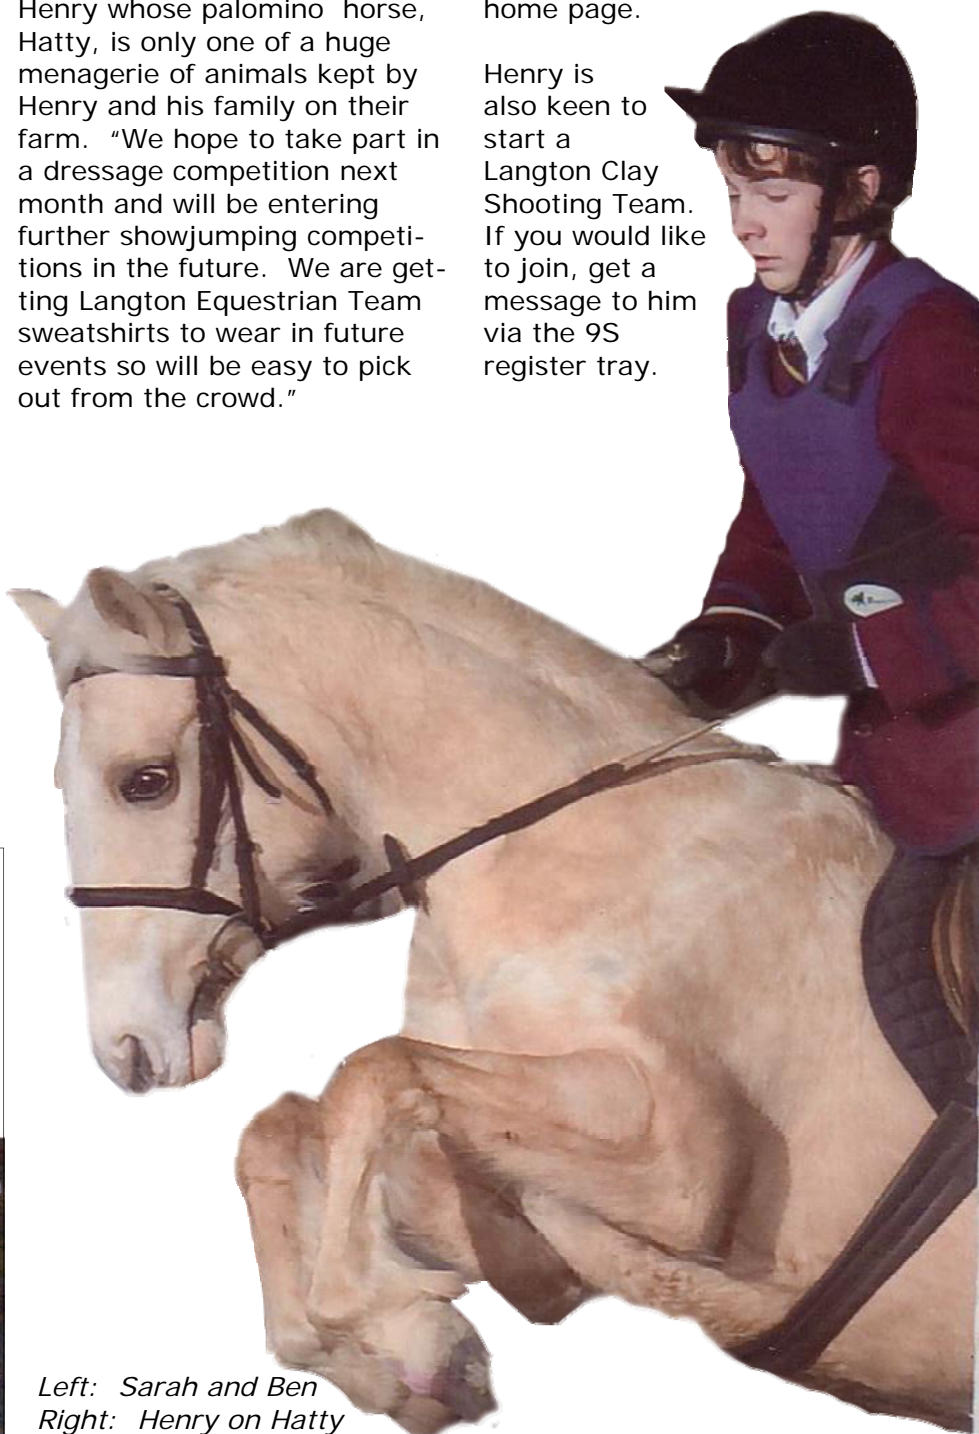 Henry whose palomino horse,
Hatty, is only one of a huge
menagerie of animals kept by
Henry and his family on their
farm. "We hope to take part in
a dressage competition next
month and will be entering
further showjumping competi-
tions in the future. We are get-
ting Langton Equestrian Team
sweatshirts to wear in future
events so will be easy to pick
out from the crowd."
home page.
Henry is
also keen to
start a
Langton Clay
Shooting Team.
If you would like
to join, get a
message to him
via the 9S
register tray.
Left: Sarah and Ben
Right: Henry on Hatty